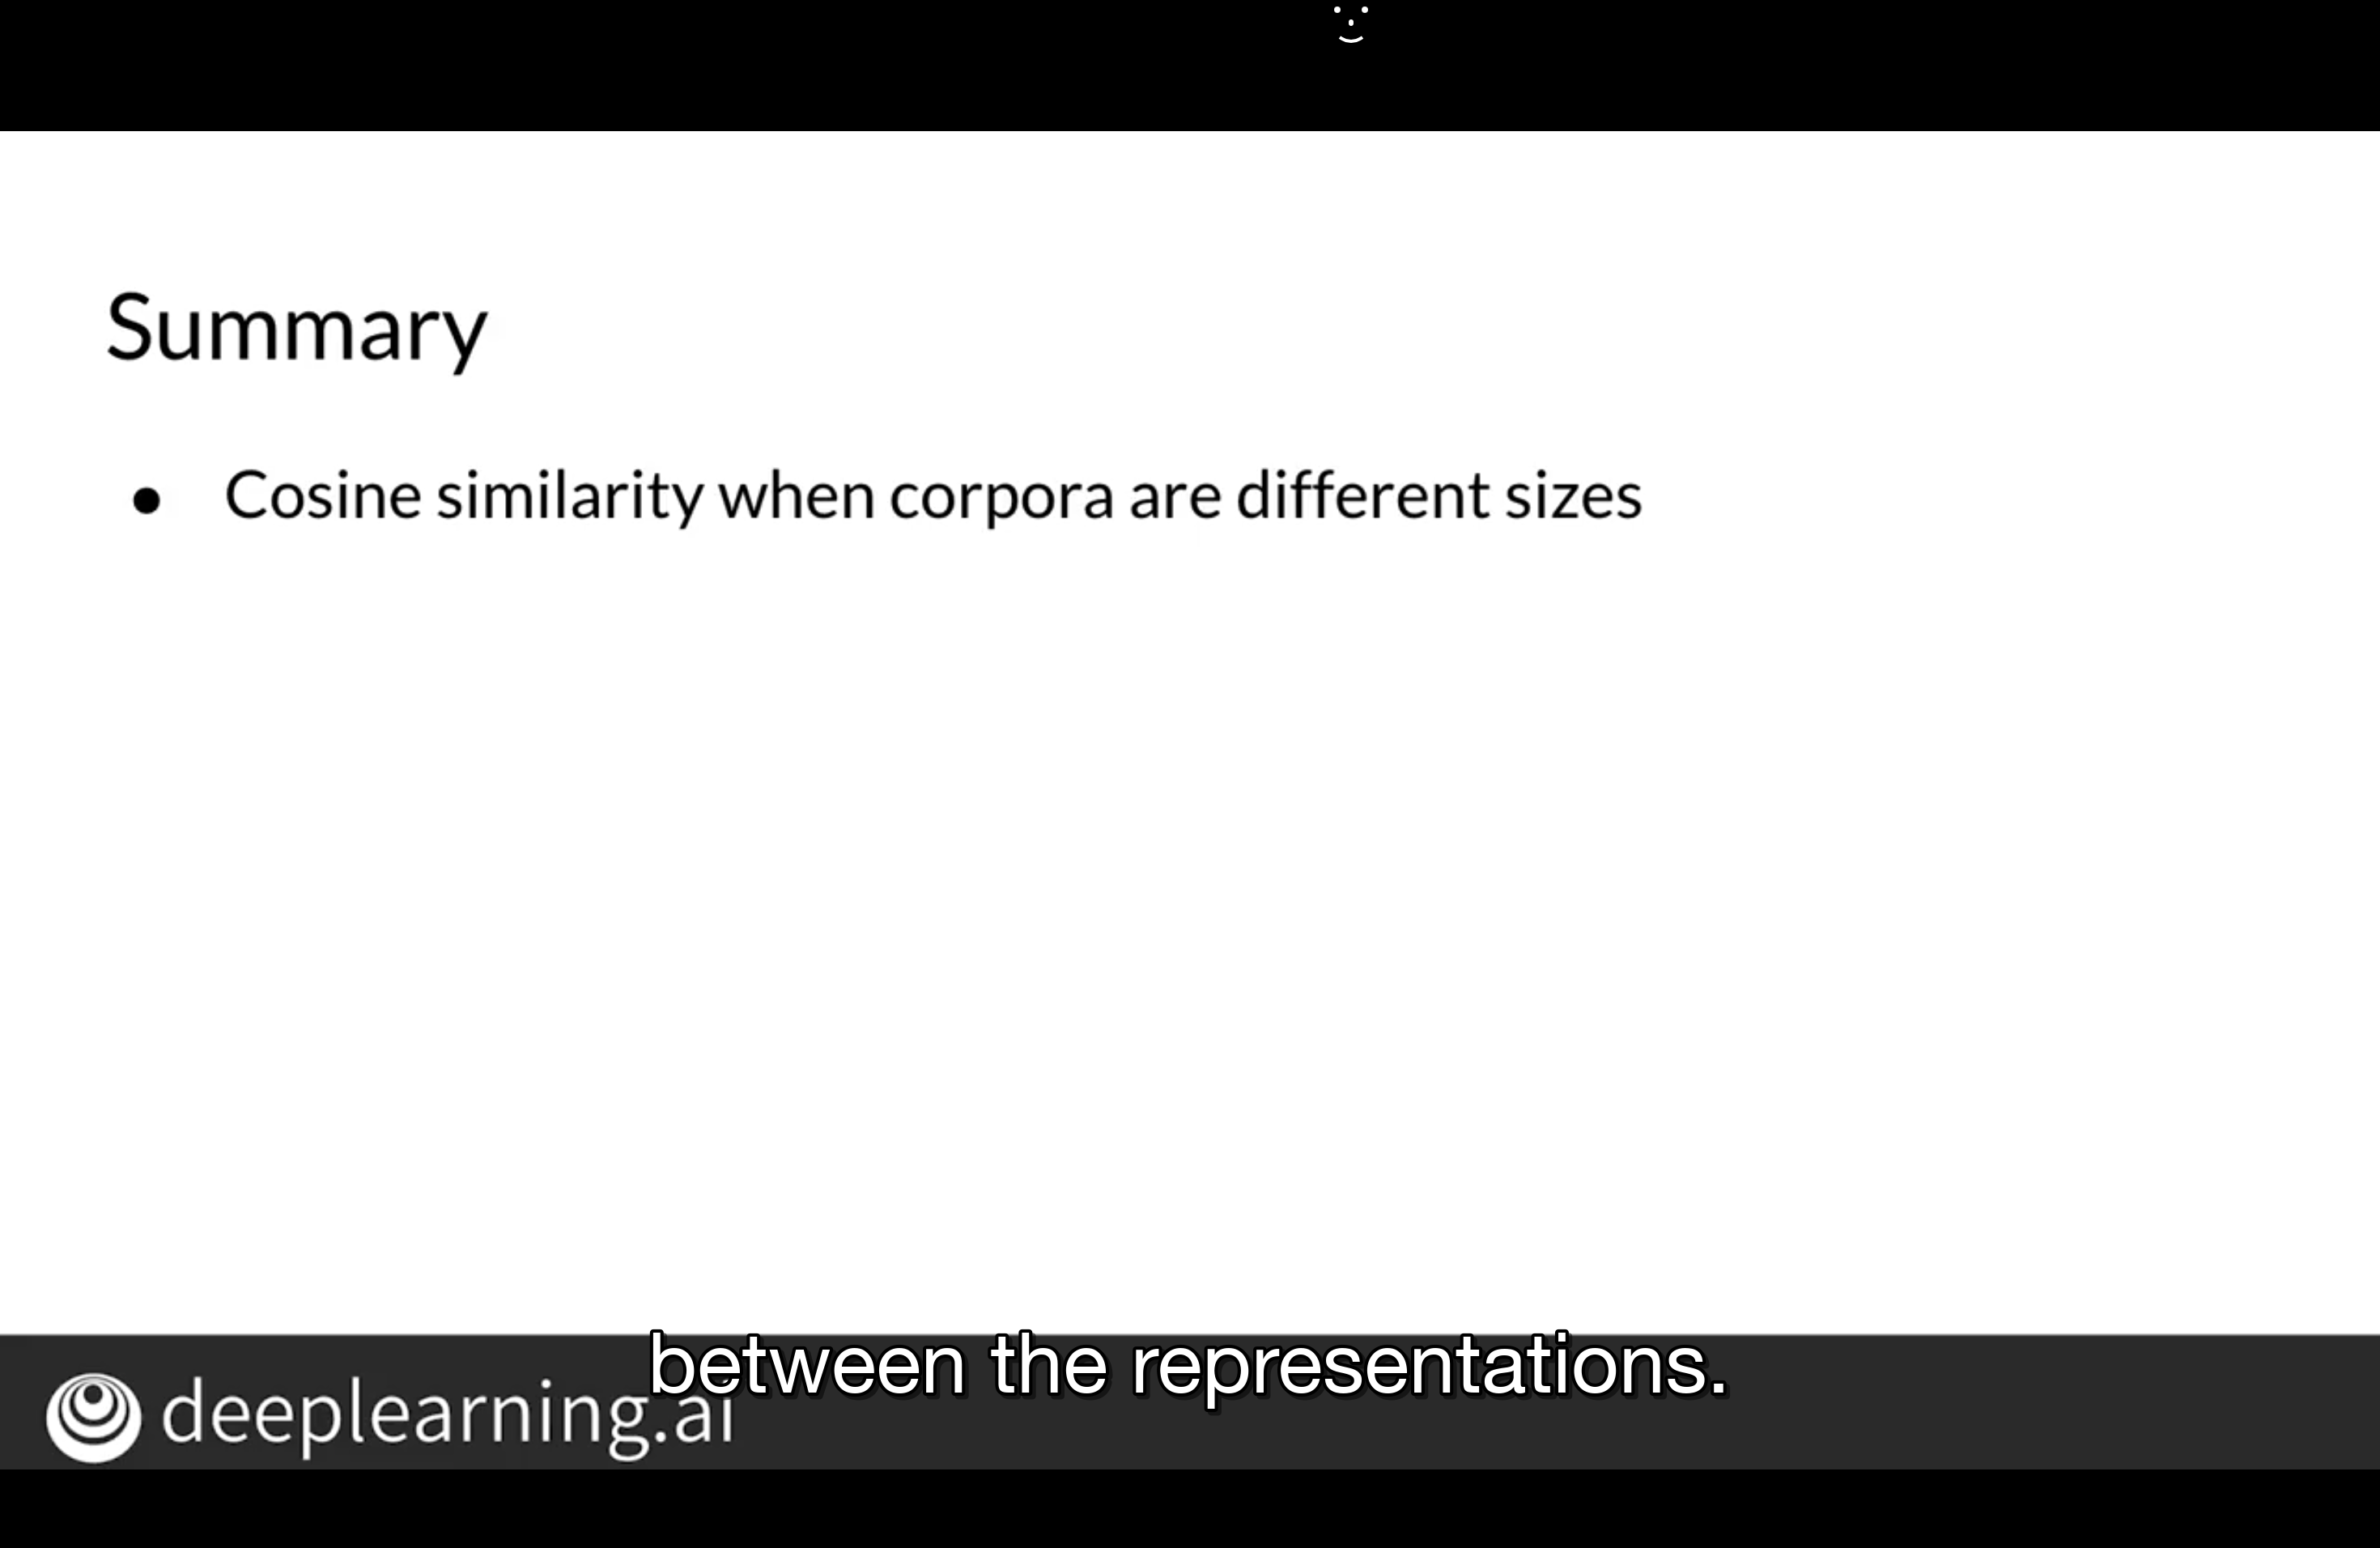 Summary
● Cosine similarity when corpora are different sizes
between the representations.
deeplearning.ai